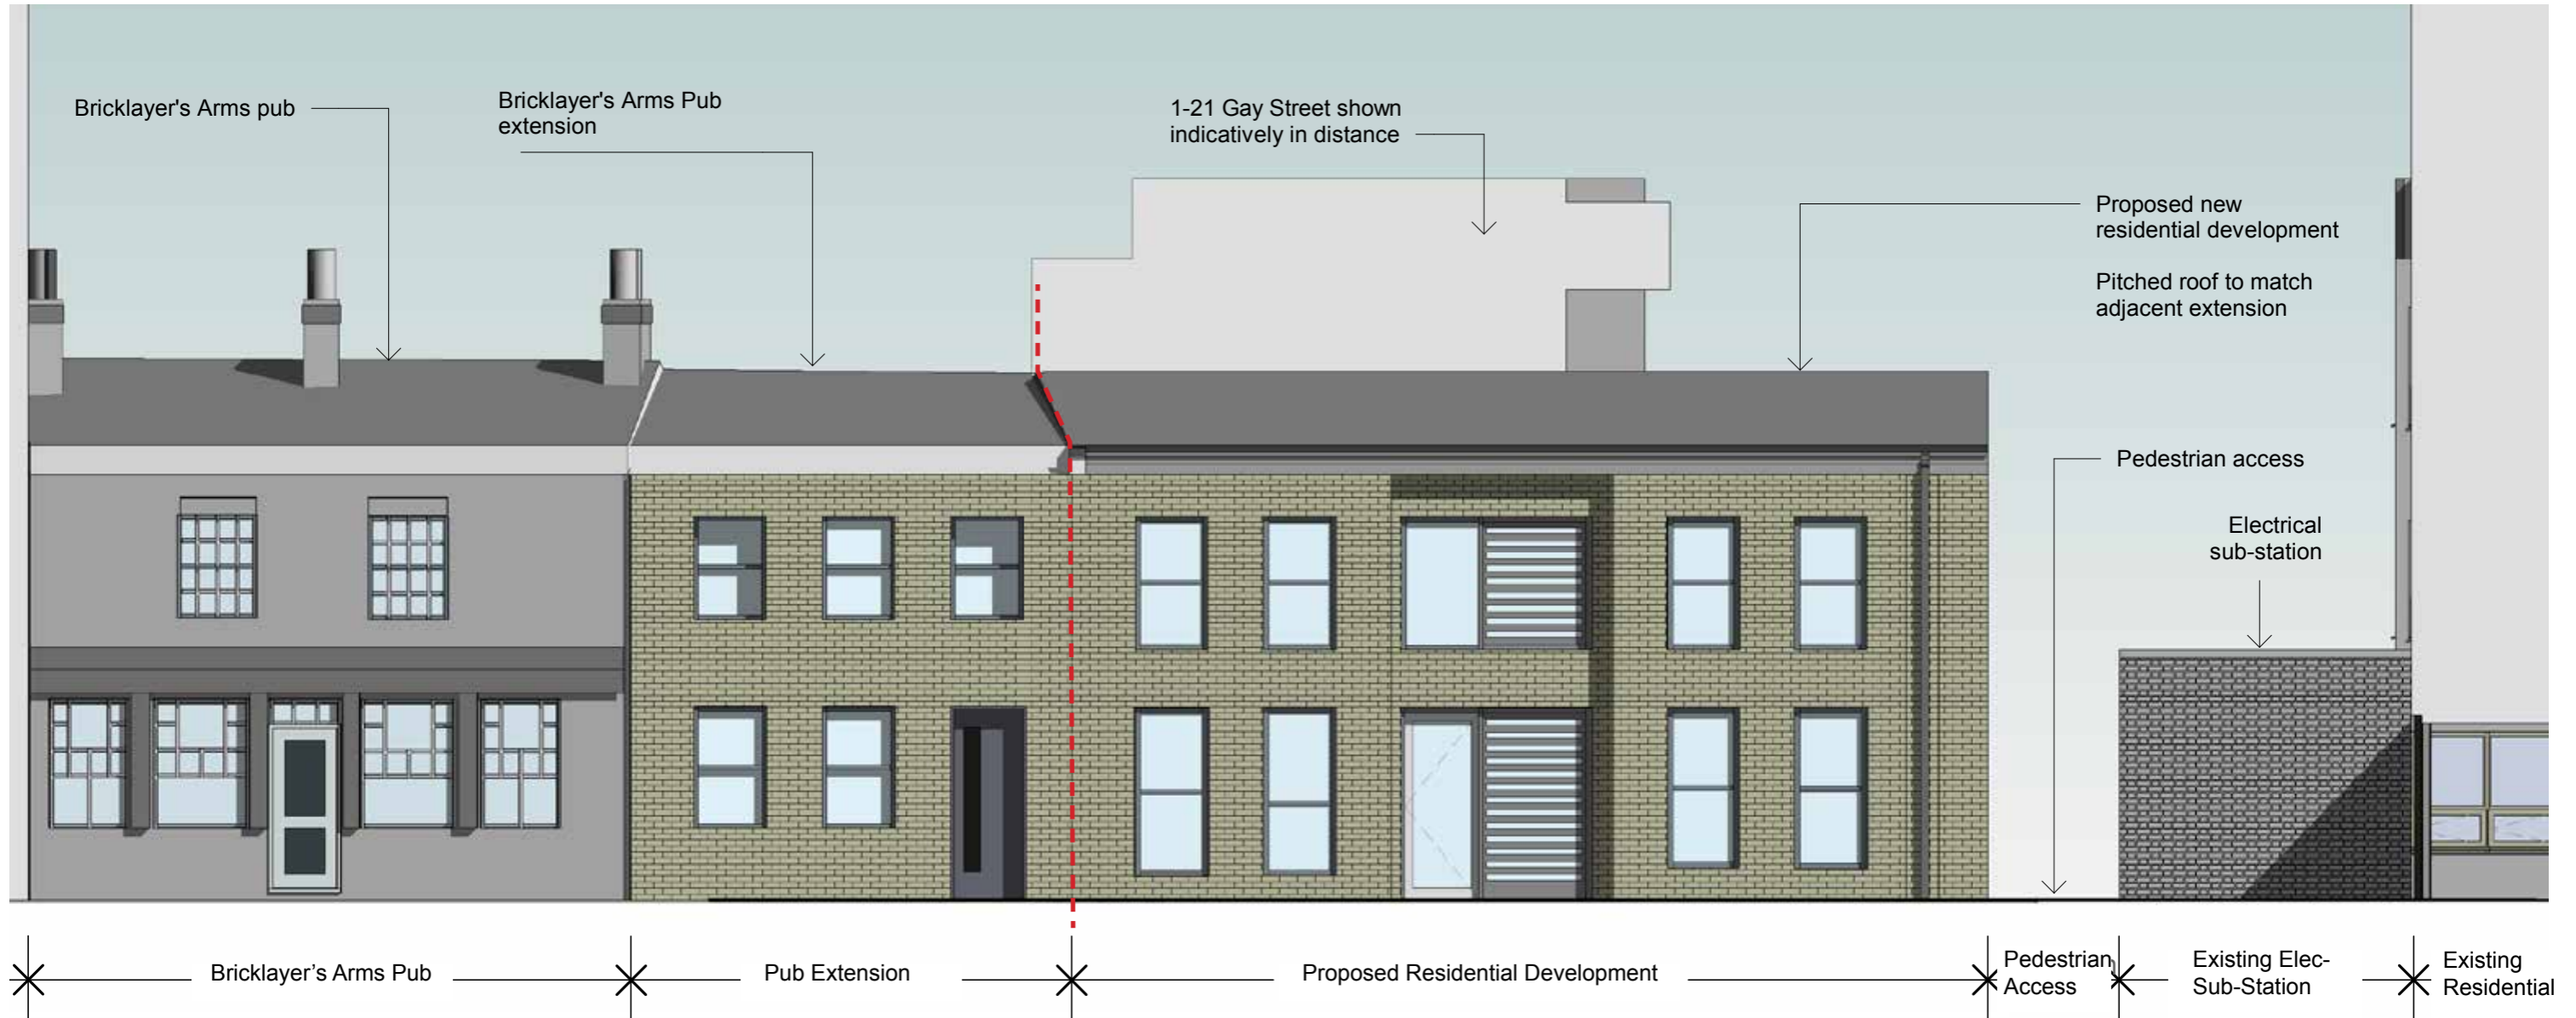 Bricklayer's Arms pub
Bricklayer's Arms Pub
extension
1-21 Gay Street shown
indicatively in distance
Proposed new
residential development
Pitched roof to match
adjacent extension
Pedestrian access
Electrical
sub-station
Bricklayer’s Arms Pub
Pub Extension
Proposed Residential Development
Pedestrian
Access
Existing Elec-
Sub-Station
Existing
Residential